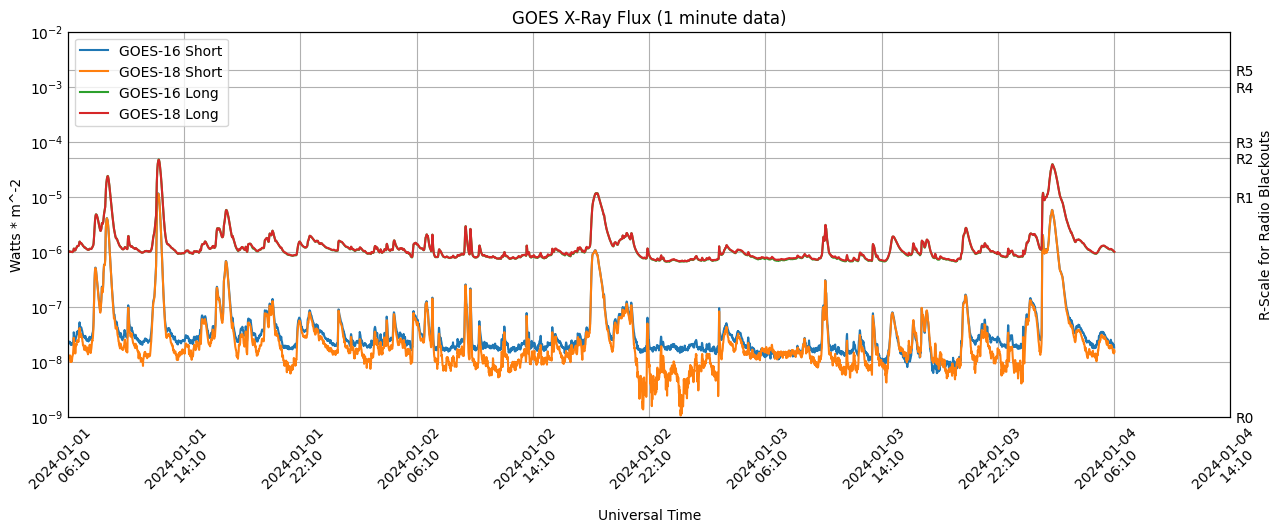 GOES X-Ray Flux (1 minute data)
GOES-16 Short
GOES-18 Short
GOES-16 Long
GOES-18 Long
Watts * m^-2
10⁻²
10⁻³
10⁻⁴
10⁻⁵
10⁻⁶
10⁻⁷
10⁻⁸
10⁻⁹
R5
R4
R3
R2
R1
R0
R-Scale for Radio Blackouts
2024-01-01
06:10
2024-01-01
14:10
2024-01-01
22:10
2024-01-02
06:10
2024-01-02
14:10
2024-01-02
22:10
2024-01-03
06:10
2024-01-03
14:10
2024-01-03
22:10
2024-01-04
06:10
2024-01-04
14:10
Universal Time